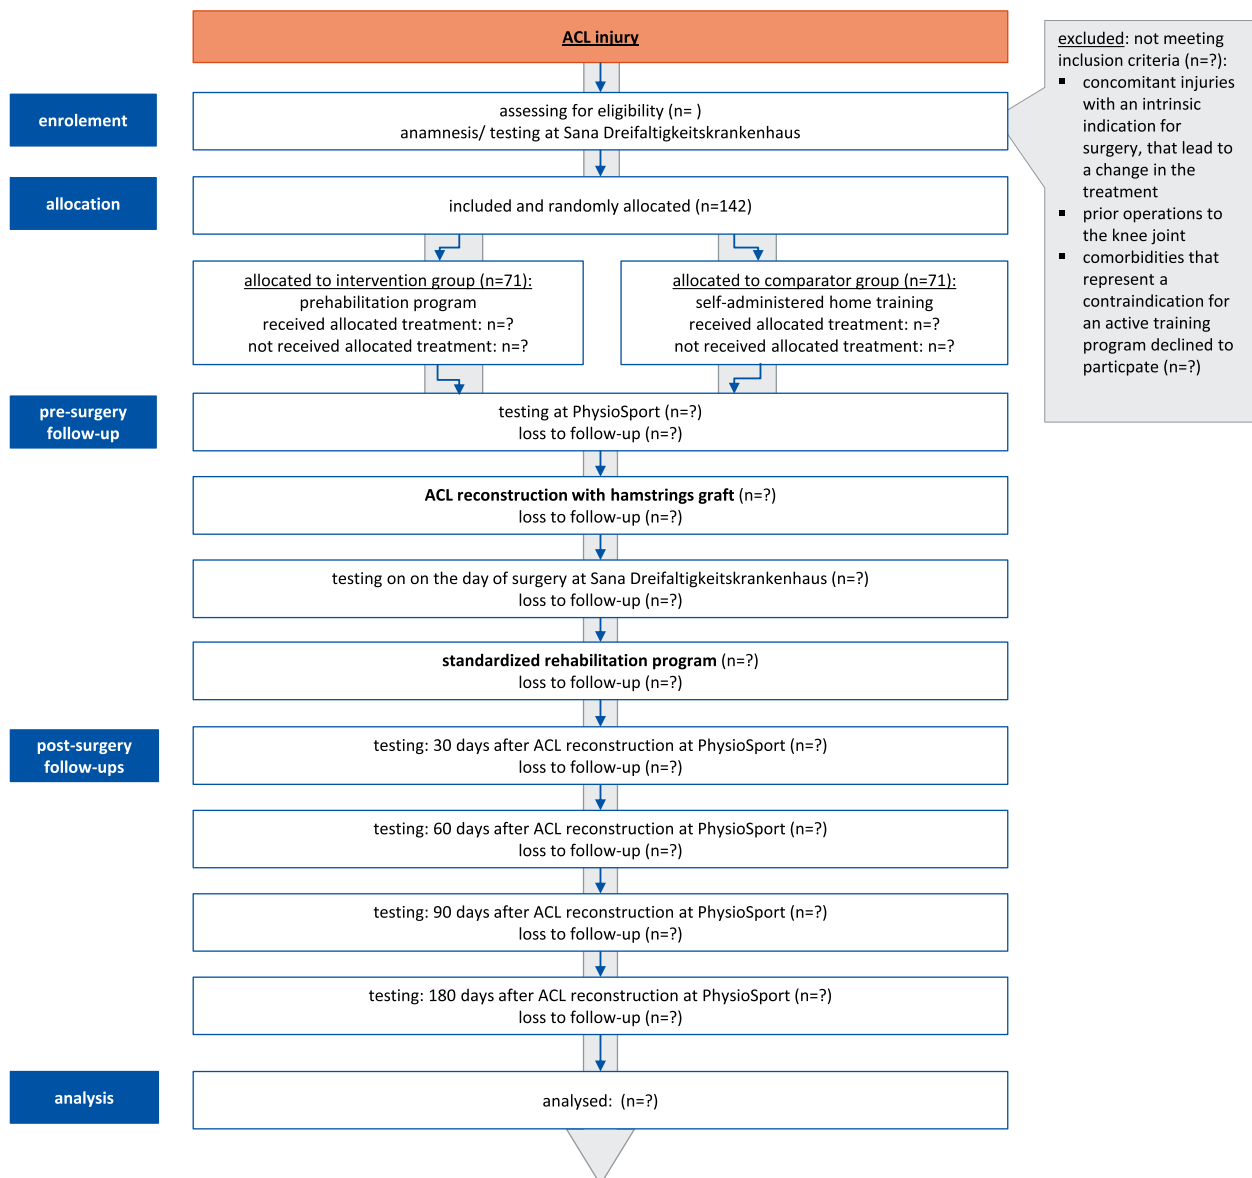 ACL injury
enrolement
assessing for eligibility (n= )
anamnesis/ testing at Sana Dreifaltigkeitskrankenhaus
excluded: not meeting
inclusion criteria (n=?):
▪ concomitant injuries
with an intrinsic
indication for
surgery, that lead to
a change in the
treatment
▪ prior operations to
the knee joint
▪ comorbidities that
represent a
contraindication for
an active training
program declined to
particpate (n=?)
allocation
included and randomly allocated (n=142)
allocated to intervention group (n=71):
prehabilitation program
received allocated treatment: n=?
not received allocated treatment: n=?
allocated to comparator group (n=71):
self-administered home training
received allocated treatment: n=?
not received allocated treatment: n=?
pre-surgery
follow-up
testing at PhysioSport (n=?)
loss to follow-up (n=?)
ACL reconstruction with hamstrings graft (n=?)
loss to follow-up (n=?)
testing on on the day of surgery at Sana Dreifaltigkeitskrankenhaus (n=?)
loss to follow-up (n=?)
standardized rehabilitation program (n=?)
loss to follow-up (n=?)
post-surgery
follow-ups
testing: 30 days after ACL reconstruction at PhysioSport (n=?)
loss to follow-up (n=?)
testing: 60 days after ACL reconstruction at PhysioSport (n=?)
loss to follow-up (n=?)
testing: 90 days after ACL reconstruction at PhysioSport (n=?)
loss to follow-up (n=?)
testing: 180 days after ACL reconstruction at PhysioSport (n=?)
loss to follow-up (n=?)
analysis
analysed:  (n=?)